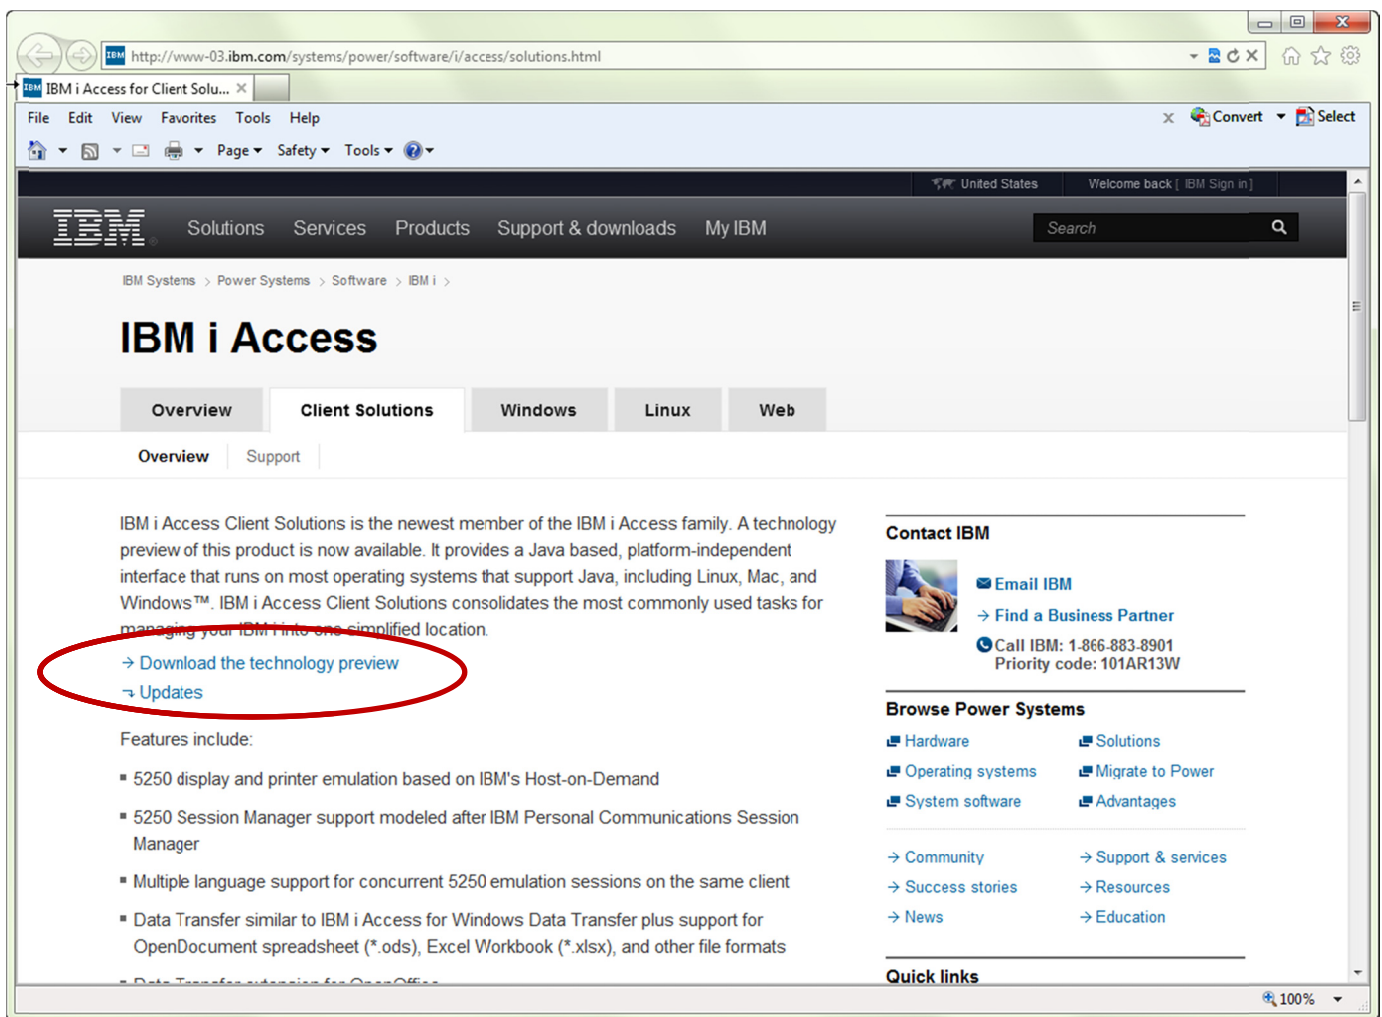 http://www-03.ibm.com/systems/power/software/i/access/solutions.html
IBM IBM i Access for Client Solu...
File Edit View Favorites Tools Help
Convert Select
Page Safety Tools
United States Welcome back [ IBM Sign in ]
IBM Solutions Services Products Support & downloads My IBM Search
IBM Systems > Power Systems > Software > IBM i >
IBM i Access
Overview Client Solutions Windows Linux Web
Overview Support
IBM i Access Client Solutions is the newest member of the IBM i Access family. A technology
preview of this product is now available. It provides a Java based, platform-independent
interface that runs on most operating systems that support Java, including Linux, Mac, and
Windows™. IBM i Access Client Solutions consolidates the most commonly used tasks for
managing your IBM i into one simplified location.
→ Download the technology preview
Updates
Features include:
▪ 5250 display and printer emulation based on IBM's Host-on-Demand
▪ 5250 Session Manager support modeled after IBM Personal Communications Session
Manager
▪ Multiple language support for concurrent 5250 emulation sessions on the same client
▪ Data Transfer similar to IBM i Access for Windows Data Transfer plus support for
OpenDocument spreadsheet (*.ods), Excel Workbook (*.xlsx), and other file formats
▪ Data Transfer extension for OpenOffice
Contact IBM
Email IBM
→ Find a Business Partner
Call IBM: 1-866-883-8901
Priority code: 101AR13W
Browse Power Systems
Hardware Solutions
Operating systems Migrate to Power
System software Advantages
→ Community → Support & services
→ Success stories → Resources
→ News → Education
Quick links
100%